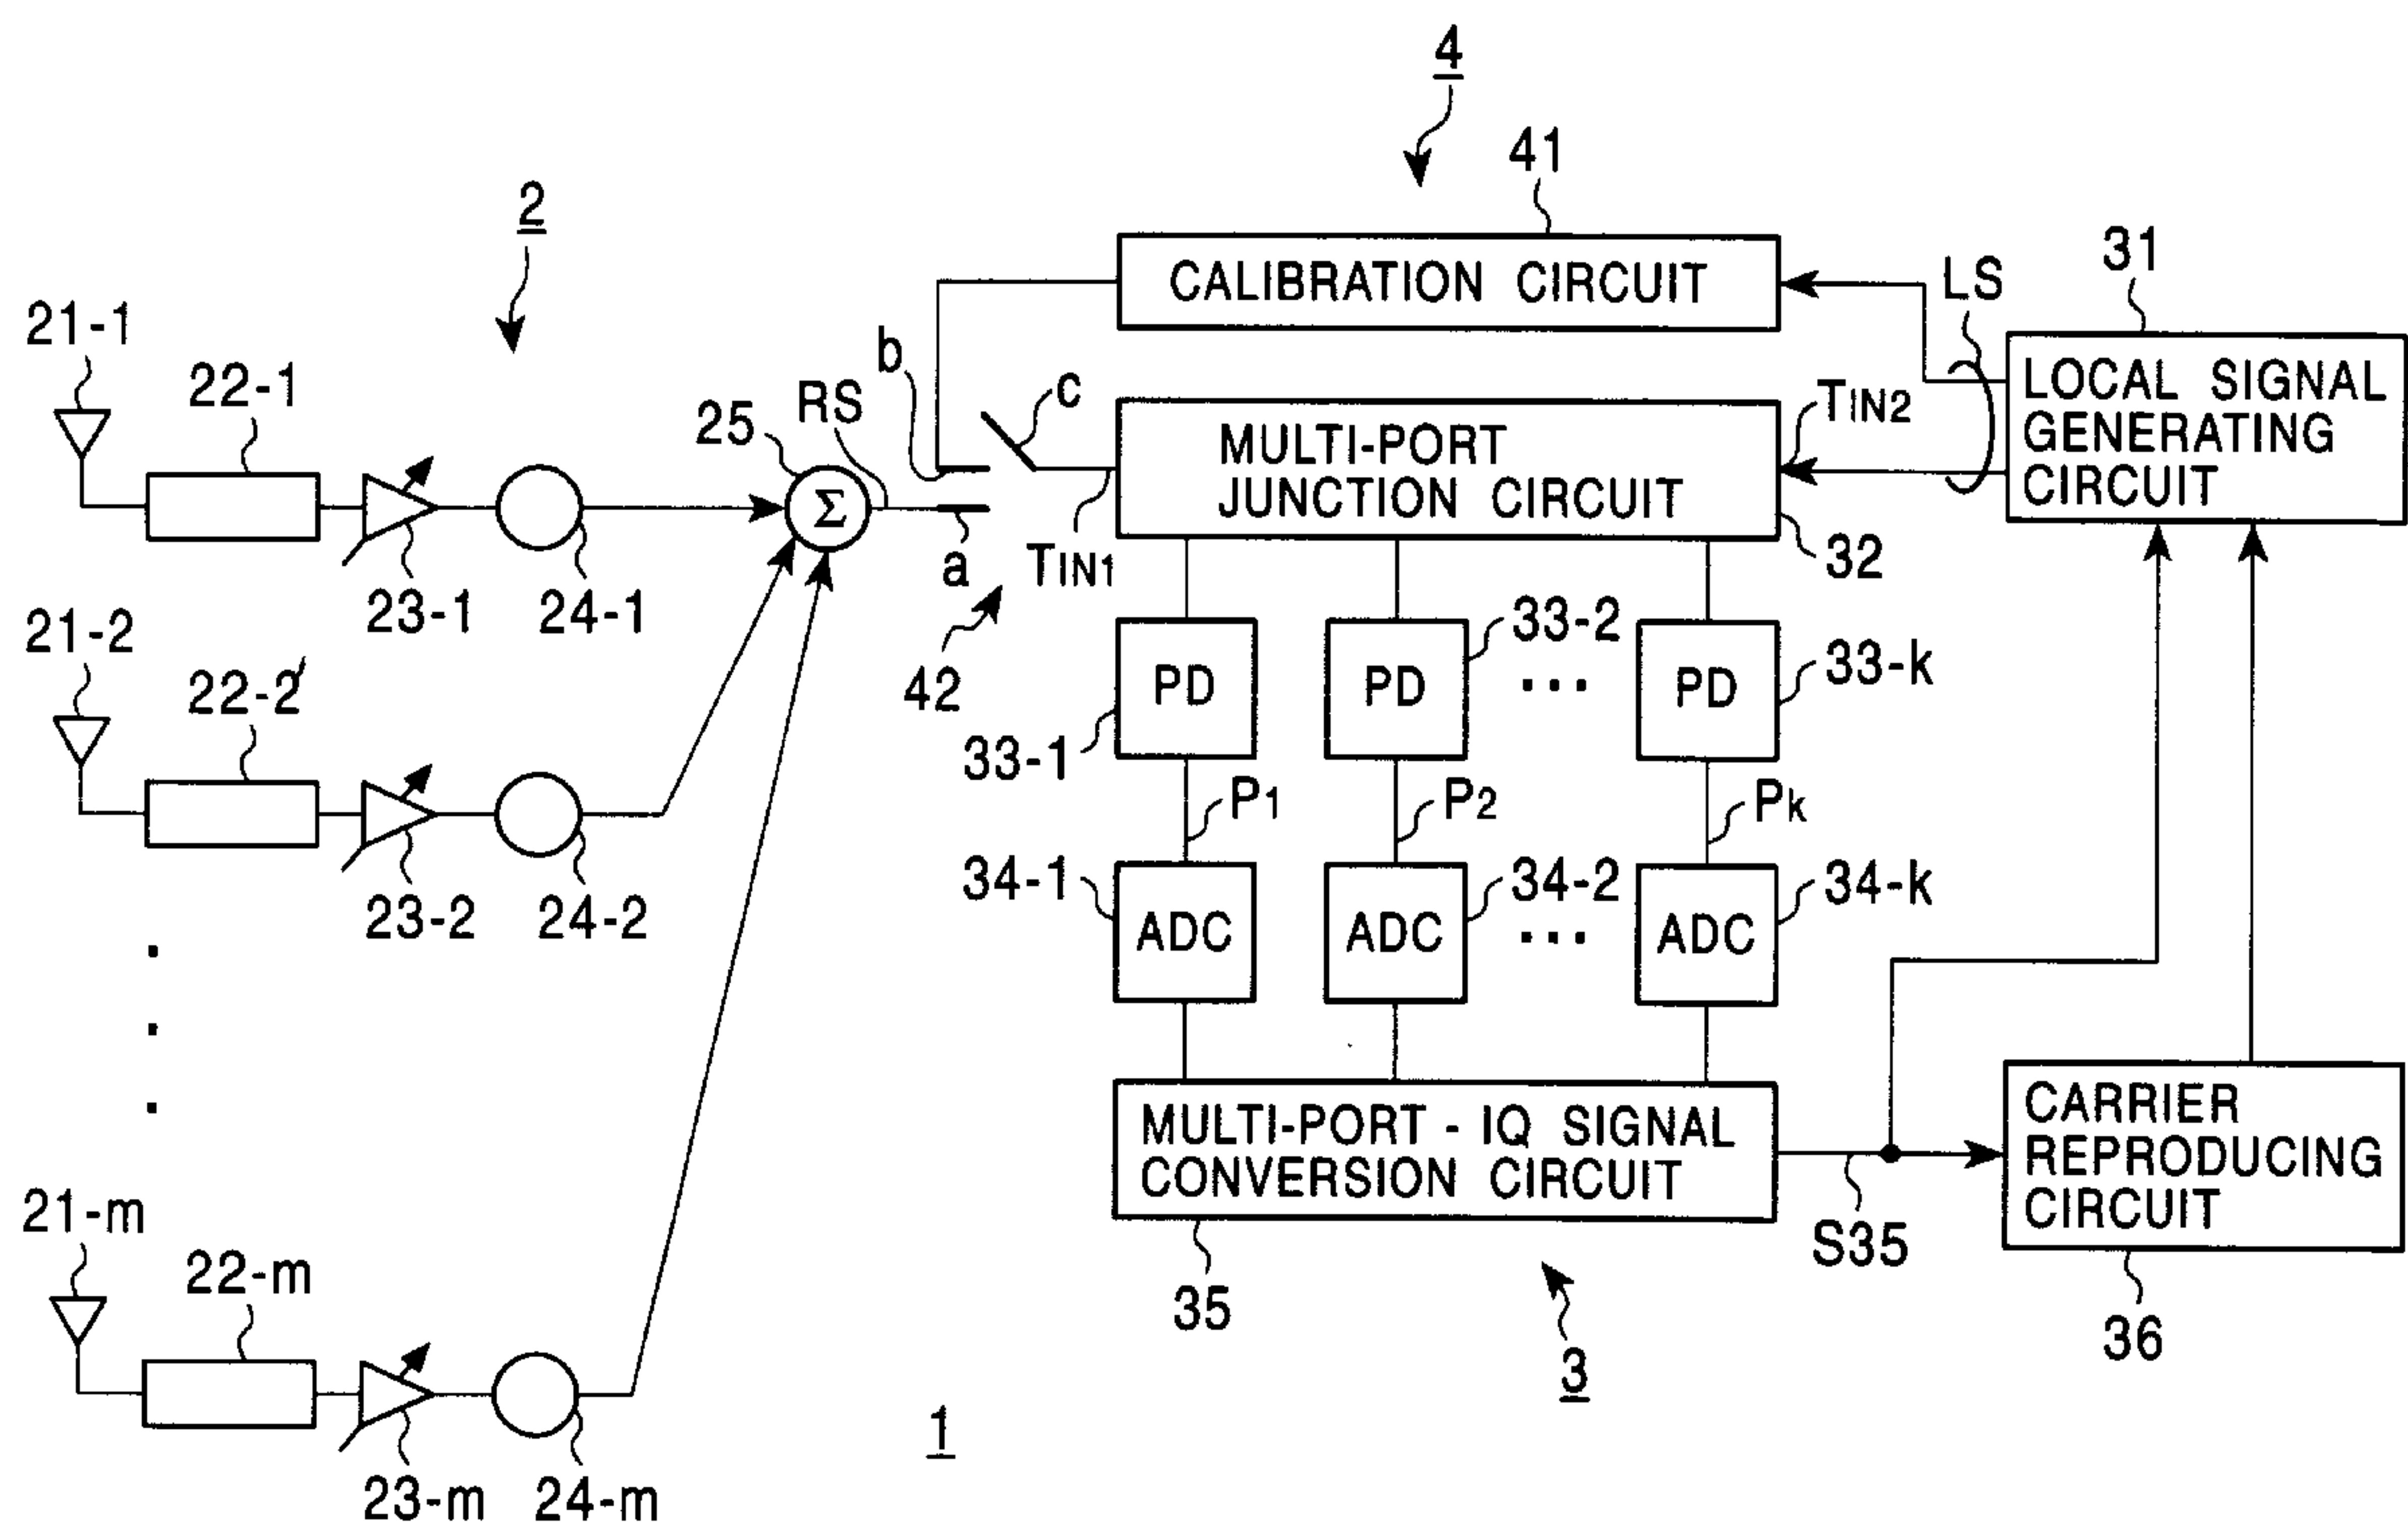 4
41
2
CALIBRATION CIRCUIT
LS
31
21-1
22-1
b
c
RS
25
Σ
a
TIN1
MULTI-PORT
JUNCTION CIRCUIT
TIN2
LOCAL SIGNAL
GENERATING
CIRCUIT
32
23-1
24-1
42
21-2
22-2
PD
PD
...
PD
33-1
33-2
33-k
P1
P2
Pk
23-2
24-2
34-1
34-2
34-k
ADC
ADC
...
ADC
MULTI-PORT - IQ SIGNAL
CONVERSION CIRCUIT
S35
CARRIER
REPRODUCING
CIRCUIT
35
3
36
21-m
22-m
23-m
24-m
1